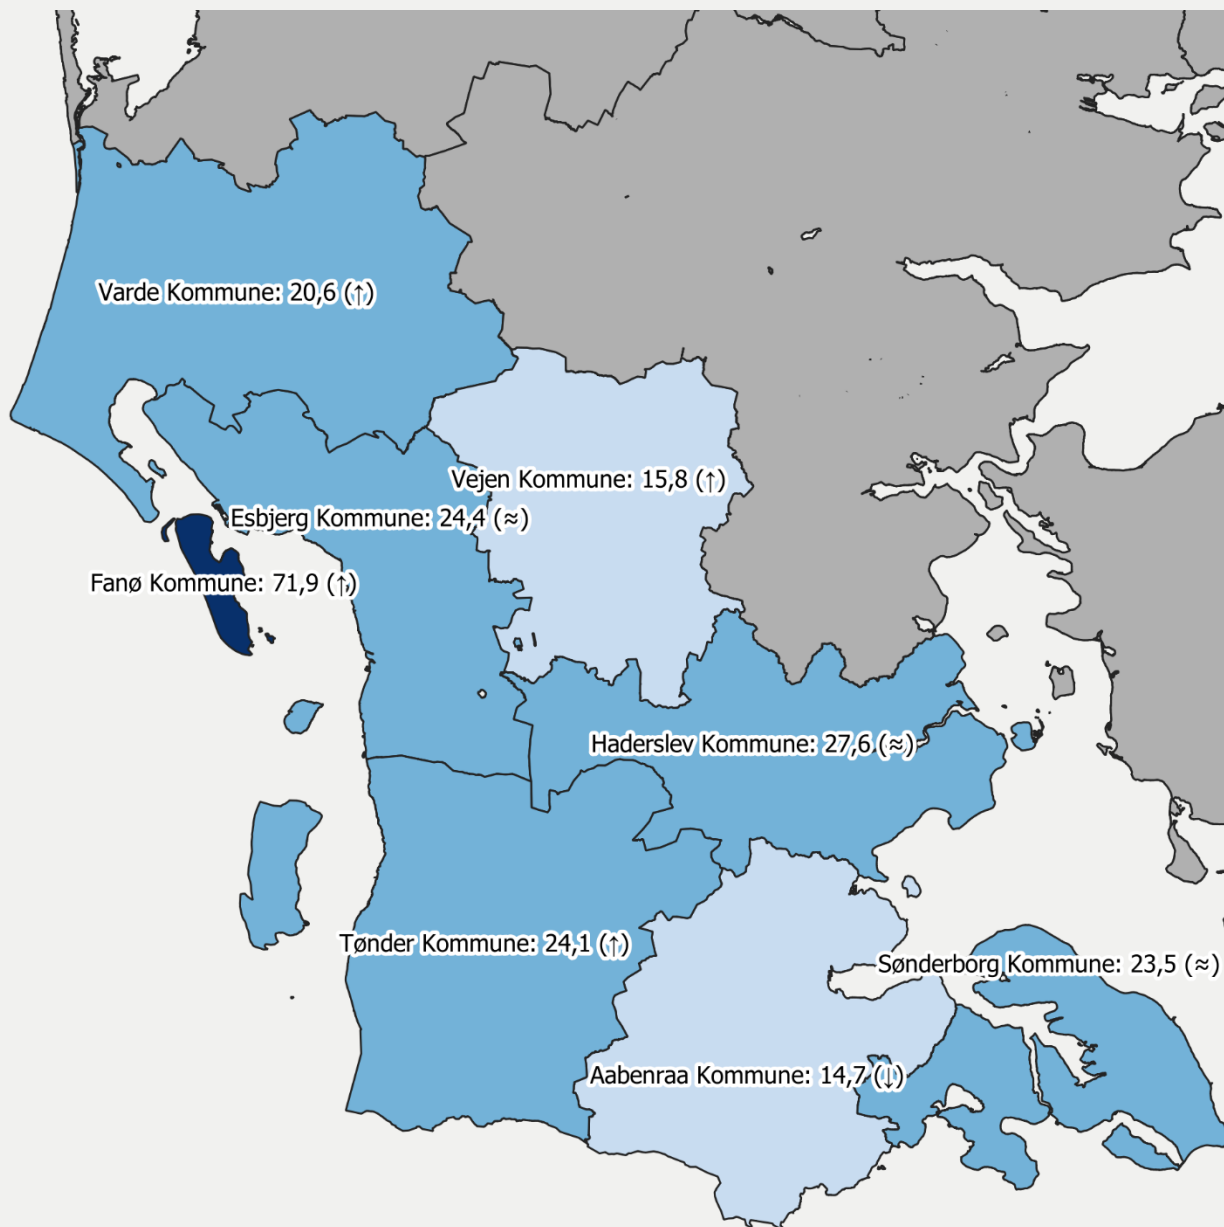 Varde Kommune: 20,6 (↑)
Vejen Kommune: 15,8 (↑)
Esbjerg Kommune: 24,4 (≈)
Fanø Kommune: 71,9 (↑)
Haderslev Kommune: 27,6 (≈)
Tønder Kommune: 24,1 (↑)
Sønderborg Kommune: 23,5 (≈)
Aabenraa Kommune: 14,7 (↓)